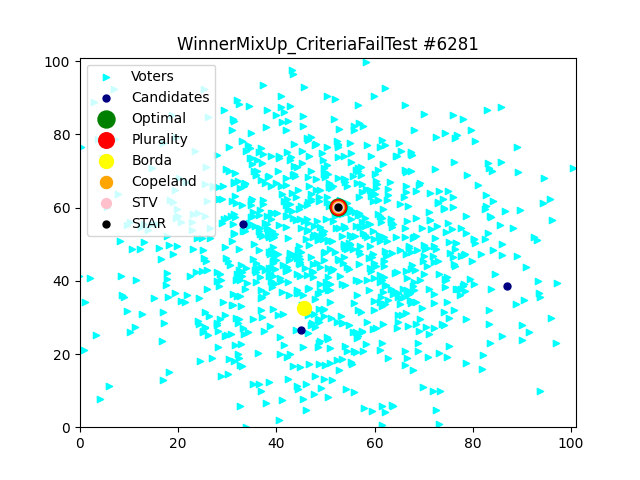 WinnerMixUp_CriteriaFailTest #6281
100
80
60
40
20
0
Voters
Candidates
Optimal
Plurality
Borda
Copeland
STV
STAR
0 20 40 60 80 100